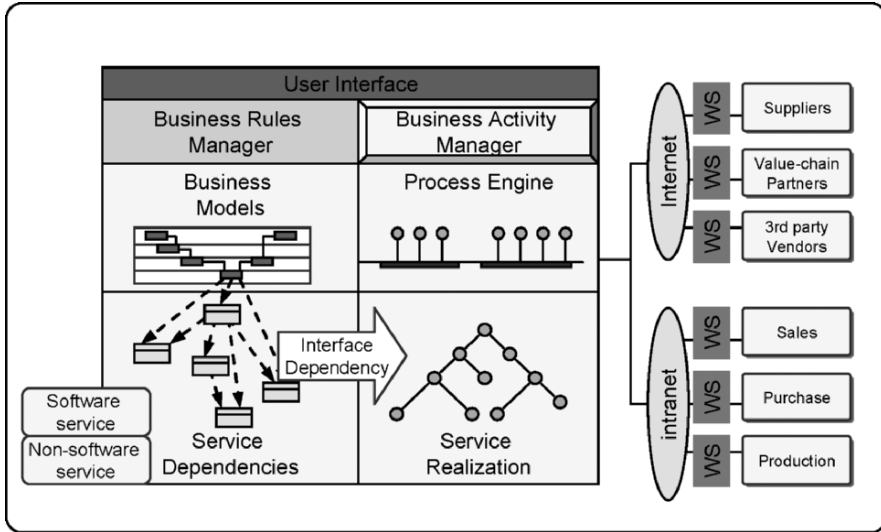 User Interface
Business Rules
Manager
Business Activity
Manager
Business
Models
Process Engine
Interface
Dependency
Software
service
Non-software
service
Service
Dependencies
Service
Realization
Internet
WS
Suppliers
WS
Value-chain
Partners
WS
3rd party
Vendors
intranet
WS
Sales
WS
Purchase
WS
Production